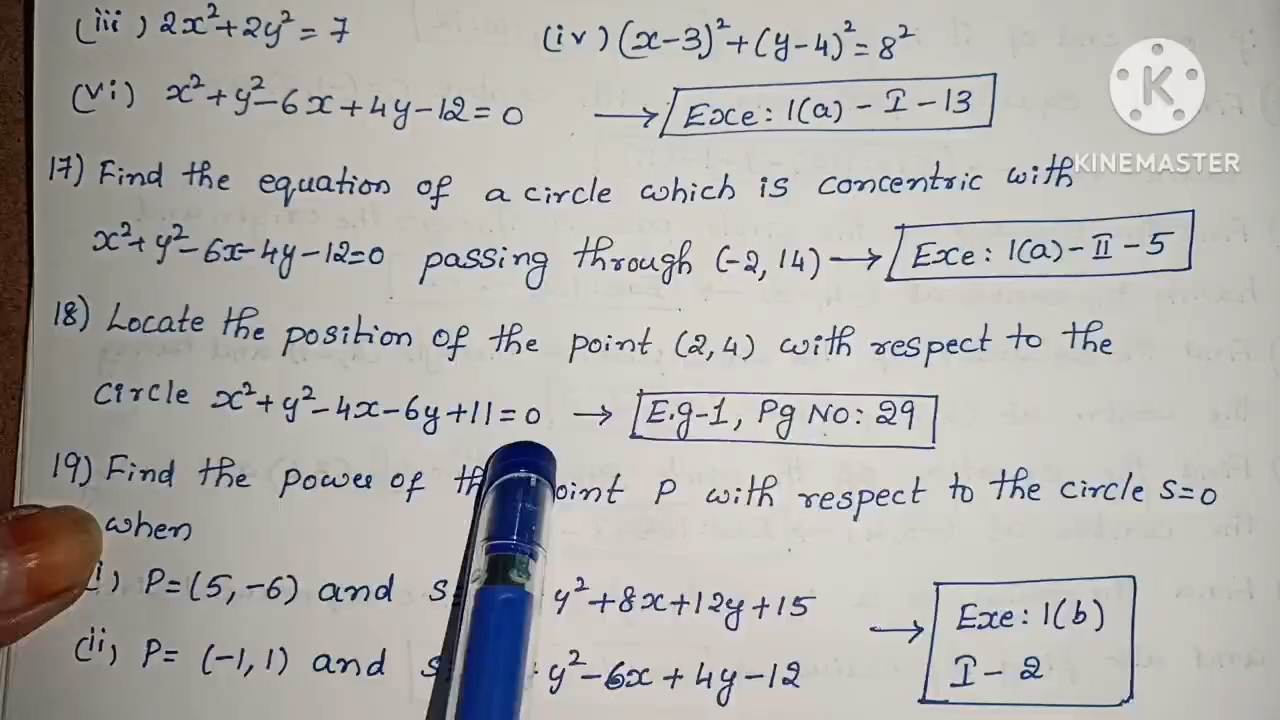 (iii) 2x²+2y² = 7 (iv) (x-3)²+(y-4)² = 8²
(vi) x²+y²-6x+4y-12=0 → Exe: 1(a)-I-13
K
KINEMASTER
17) Find the equation of a circle which is concentric with
x²+y²-6x-4y-12=0 passing through (-2,14) → Exe: 1(a)-II-5
18) Locate the position of the point (2,4) with respect to the
circle x²+y²-4x-6y+11=0 → E.g-1, Pg No: 29
19) Find the power of th oint P with respect to the circle s=0
when
i) P=(5,-6) and s y²+8x+12y+15 → Exe: 1(b)
(ii) P= (-1,1) and s y²-6x+4y-12 I-2